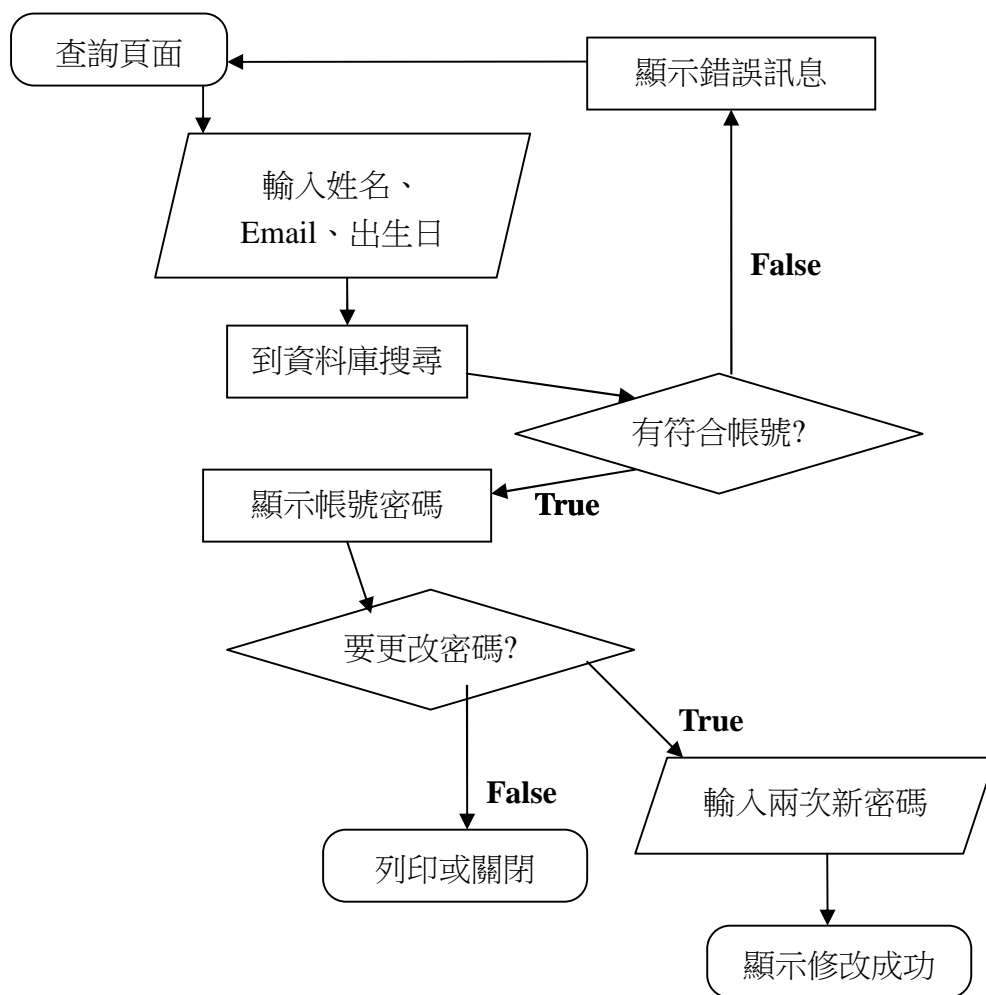 查詢頁面
顯示錯誤訊息
輸入姓名、
Email、出生日
False
到資料庫搜尋
有符合帳號?
顯示帳號密碼
True
要更改密碼?
True
False
輸入兩次新密碼
列印或關閉
顯示修改成功